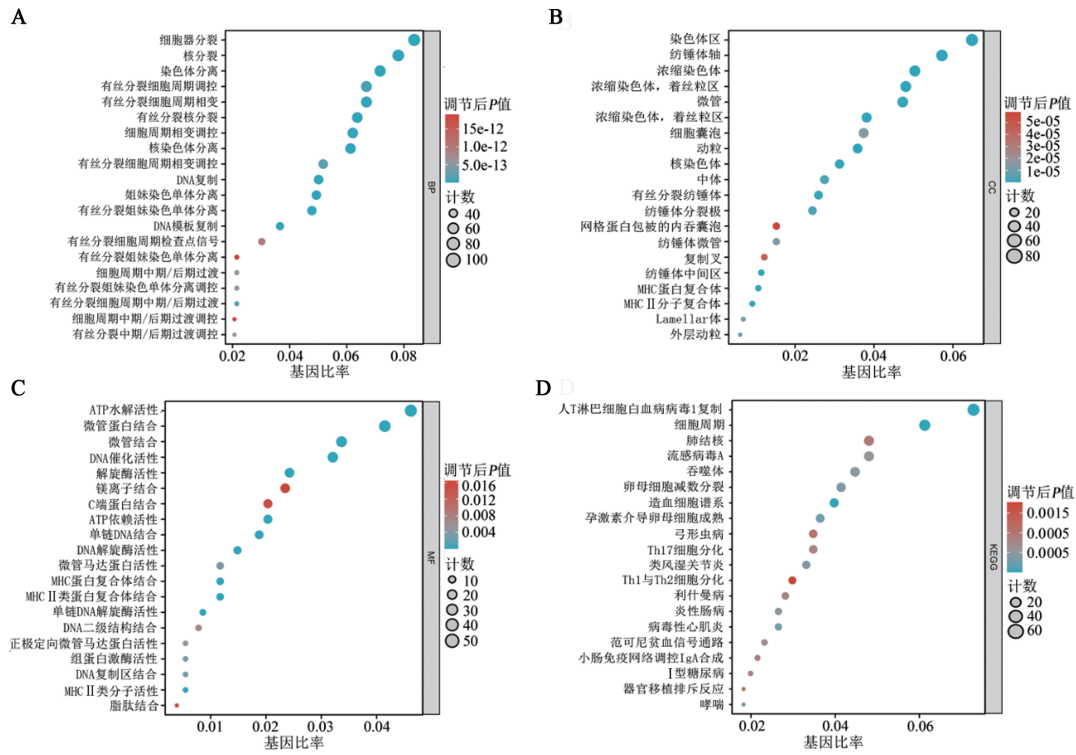 A
细胞器分裂
核分裂
染色体分离
有丝分裂细胞周期调控
有丝分裂细胞周期相变
有丝分裂核分裂
细胞周期相变调控
核染色体分离
有丝分裂细胞周期相变调控
DNA复制
姐妹染色单体分离
有丝分裂姐妹染色单体分离
DNA模板复制
有丝分裂细胞周期检查点信号
有丝分裂姐妹染色单体分离
细胞周期中期/后期过渡
有丝分裂姐妹染色单体分离调控
有丝分裂细胞周期中期/后期过渡
细胞周期中期/后期过渡调控
有丝分裂中期/后期过渡调控
0.02 0.04 0.06 0.08
基因比率
BP
调节后P值
15e-12
1.0e-12
5.0e-13
计数
40
60
80
100
B
染色体区
纺锤体轴
浓缩染色体
浓缩染色体，着丝粒区
微管
浓缩染色体，着丝粒区
细胞囊泡
动粒
核染色体
中体
有丝分裂纺锤体
纺锤体分裂极
网格蛋白包被的内吞囊泡
纺锤体微管
复制叉
纺锤体中间区
MHC蛋白复合体
MHCⅡ分子复合体
Lamellar体
外层动粒
0.02 0.04 0.06
基因比率
CC
调节后P值
5e-05
4e-05
3e-05
2e-05
1e-05
计数
20
40
60
80
C
ATP水解活性
微管蛋白结合
微管结合
DNA催化活性
解旋酶活性
镁离子结合
C端蛋白结合
ATP依赖活性
单链DNA结合
DNA解旋酶活性
微管马达蛋白活性
MHC蛋白复合体结合
MHCⅡ类蛋白复合体结合
单链DNA解旋酶活性
DNA二级结构结合
正极定向微管马达蛋白活性
组蛋白激酶活性
DNA复制区结合
MHCⅡ类分子活性
脂肽结合
0.01 0.02 0.03 0.04
基因比率
MF
调节后P值
0.016
0.012
0.008
0.004
计数
10
20
30
40
50
D
人T淋巴细胞白血病病毒1复制
细胞周期
肺结核
流感病毒A
吞噬体
卵母细胞减数分裂
造血细胞谱系
孕激素介导卵母细胞成熟
弓形虫病
Th17细胞分化
类风湿关节炎
Th1与Th2细胞分化
利什曼病
炎性肠病
病毒性心肌炎
范可尼贫血信号通路
小肠免疫网络调控IgA合成
Ⅰ型糖尿病
器官移植排斥反应
哮喘
0.02 0.04 0.06
基因比率
KEGG
调节后P值
0.0015
0.0005
计数
20
40
60